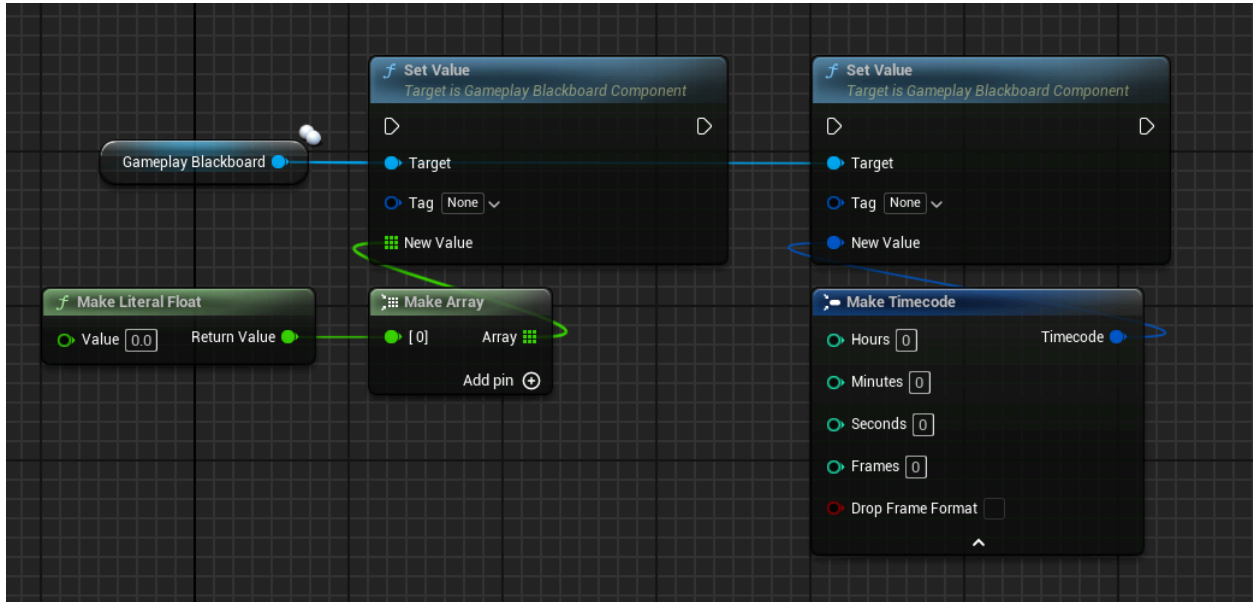 Set Value
Target is Gameplay Blackboard Component
Set Value
Target is Gameplay Blackboard Component
Gameplay Blackboard
Target
Tag None
New Value
Target
Tag None
New Value
Make Literal Float
Value 0.0 Return Value
Make Array
[0] Array
Add pin
Make Timecode
Hours 0 Timecode
Minutes 0
Seconds 0
Frames 0
Drop Frame Format